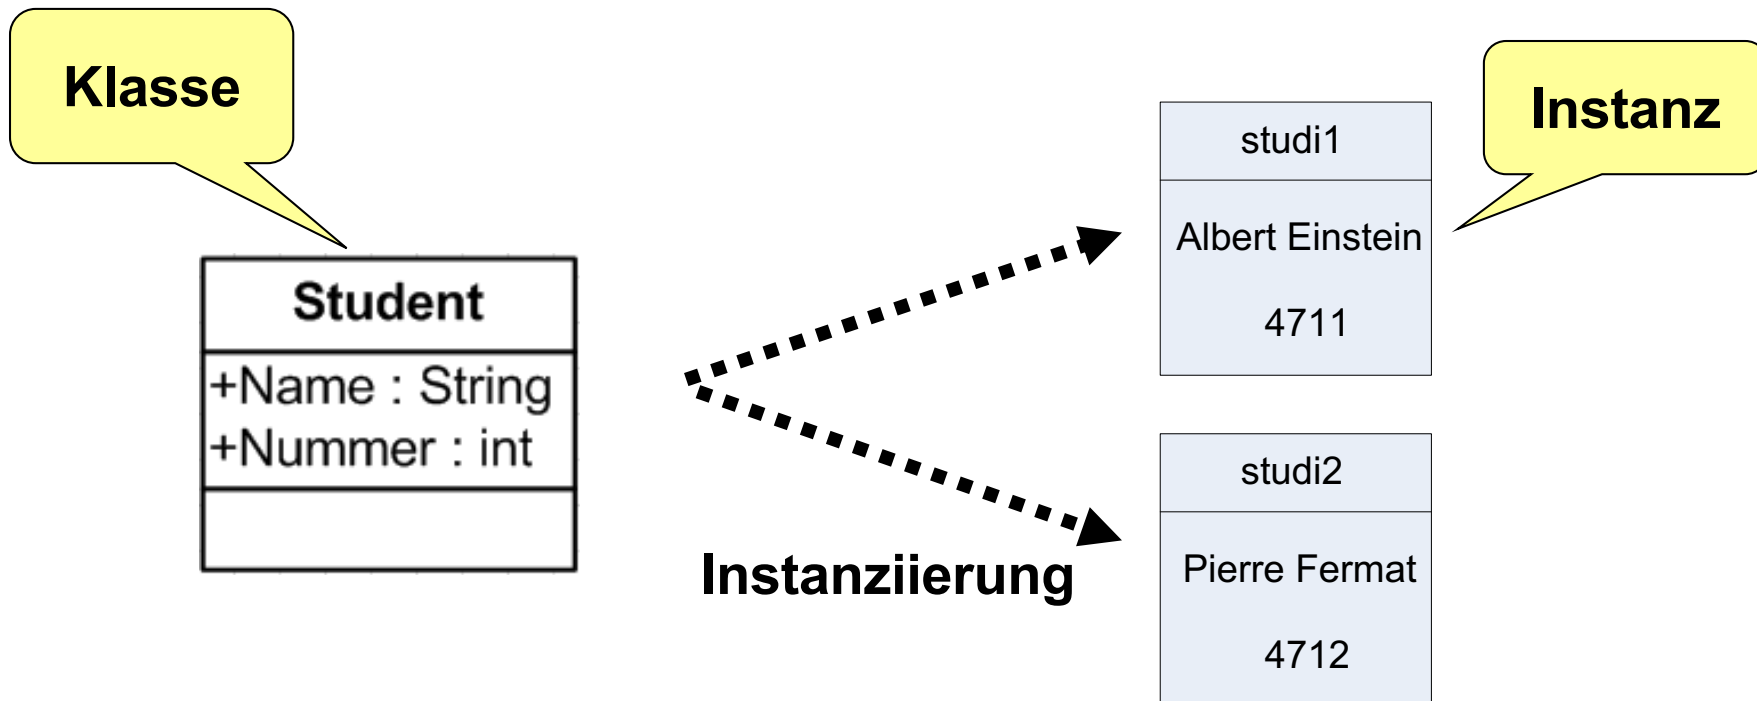 Klasse
Student
+Name : String
+Nummer : int
Instanziierung
studi1
Albert Einstein
4711
Instanz
studi2
Pierre Fermat
4712